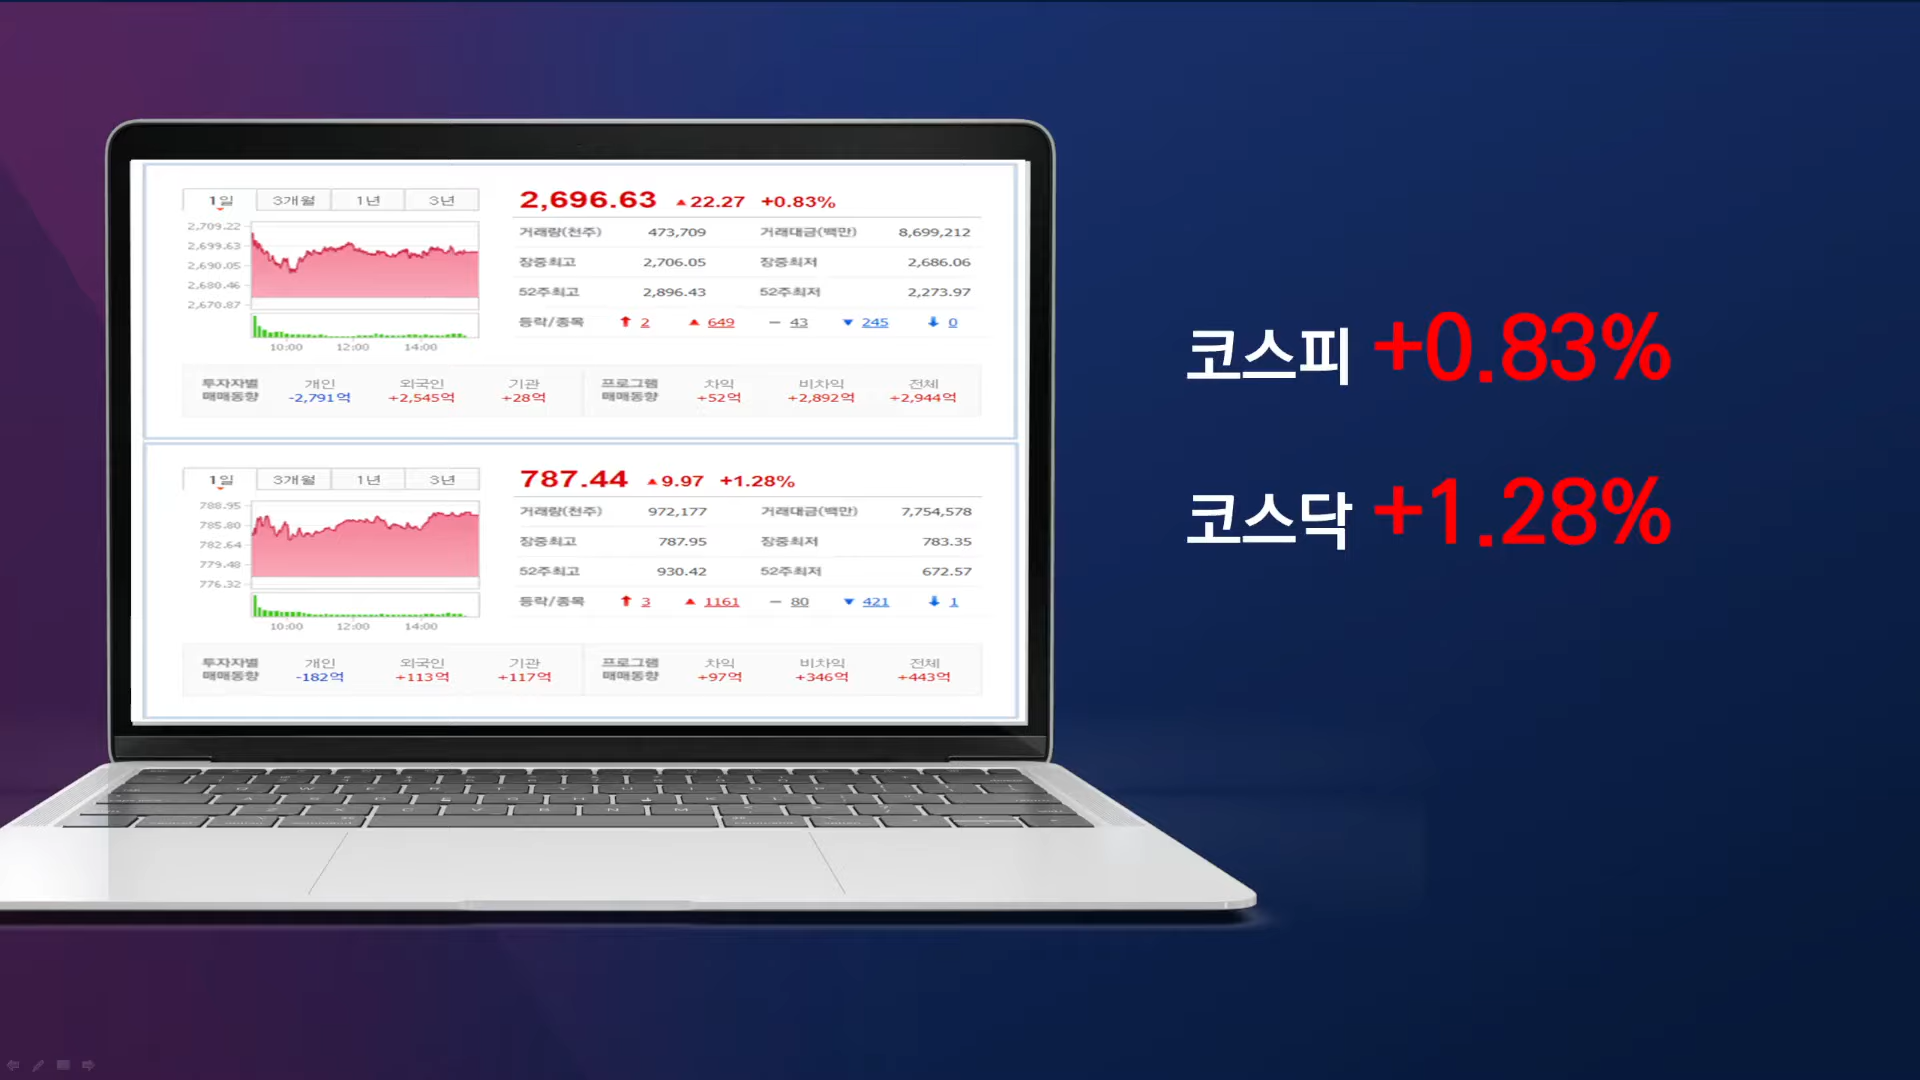 1일 3개월 1년 3년
2,696.63 ▲22.27 +0.83%
2,709.22
2,699.63
2,690.05
2,680.46
2,670.87
10:00 12:00 14:00
거래량(천주) 473,709 거래대금(백만) 8,699,212
장중최고 2,706.05 장중최저 2,686.06
52주최고 2,896.43 52주최저 2,273.97
등락/종목 ↑ 2 ▲ 649 － 43 ▼ 245 ↓ 0
투자자별 매매동향
개인 외국인 기관
-2,791억 +2,545억 +28억
프로그램 매매동향
차익 비차익 전체
+52억 +2,892억 +2,944억
1일 3개월 1년 3년
787.44 ▲9.97 +1.28%
788.95
785.80
782.64
779.48
776.32
10:00 12:00 14:00
거래량(천주) 972,177 거래대금(백만) 7,754,578
장중최고 787.95 장중최저 783.35
52주최고 930.42 52주최저 672.57
등락/종목 ↑ 3 ▲ 1161 － 80 ▼ 421 ↓ 1
투자자별 매매동향
개인 외국인 기관
-182억 +113억 +117억
프로그램 매매동향
차익 비차익 전체
+97억 +346억 +443억
코스피 +0.83%
코스닥 +1.28%